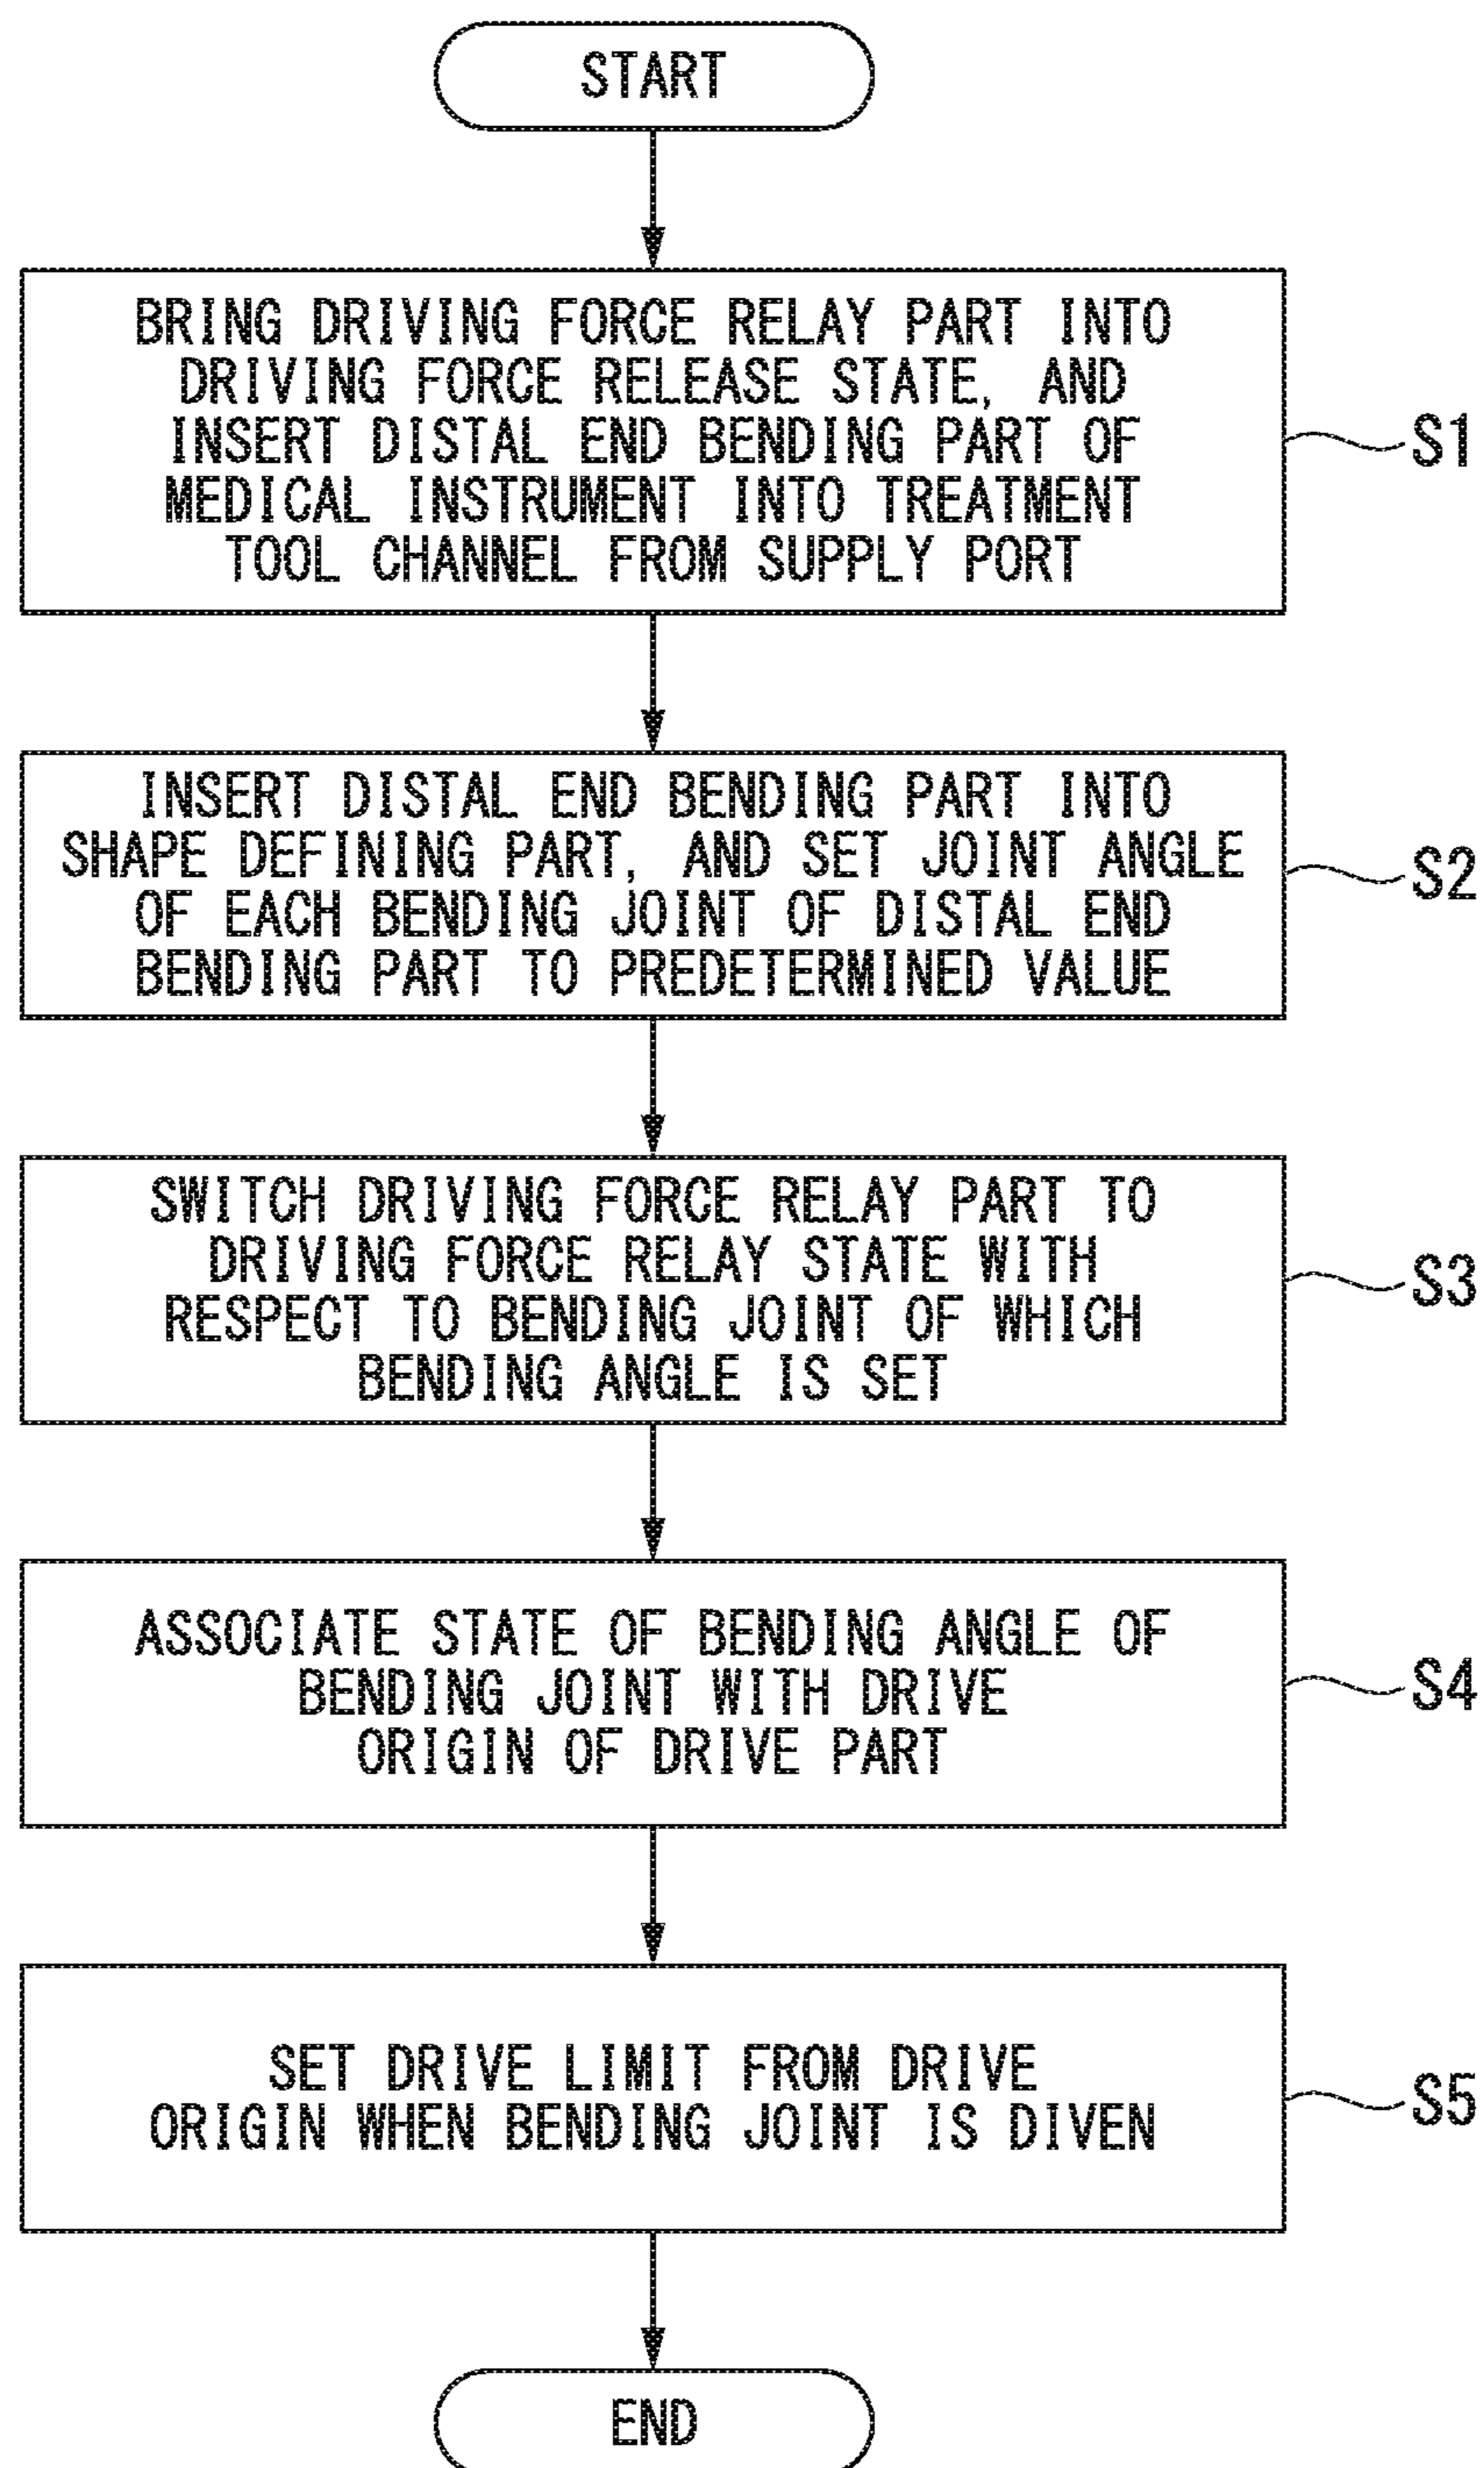 START
BRING DRIVING FORCE RELAY PART INTO
DRIVING FORCE RELEASE STATE, AND
INSERT DISTAL END BENDING PART OF
MEDICAL INSTRUMENT INTO TREATMENT
TOOL CHANNEL FROM SUPPLY PORT
S1
INSERT DISTAL END BENDING PART INTO
SHAPE DEFINING PART, AND SET JOINT ANGLE
OF EACH BENDING JOINT OF DISTAL END
BENDING PART TO PREDETERMINED VALUE
S2
SWITCH DRIVING FORCE RELAY PART TO
DRIVING FORCE RELAY STATE WITH
RESPECT TO BENDING JOINT OF WHICH
BENDING ANGLE IS SET
S3
ASSOCIATE STATE OF BENDING ANGLE OF
BENDING JOINT WITH DRIVE
ORIGIN OF DRIVE PART
S4
SET DRIVE LIMIT FROM DRIVE
ORIGIN WHEN BENDING JOINT IS DIVEN
S5
END